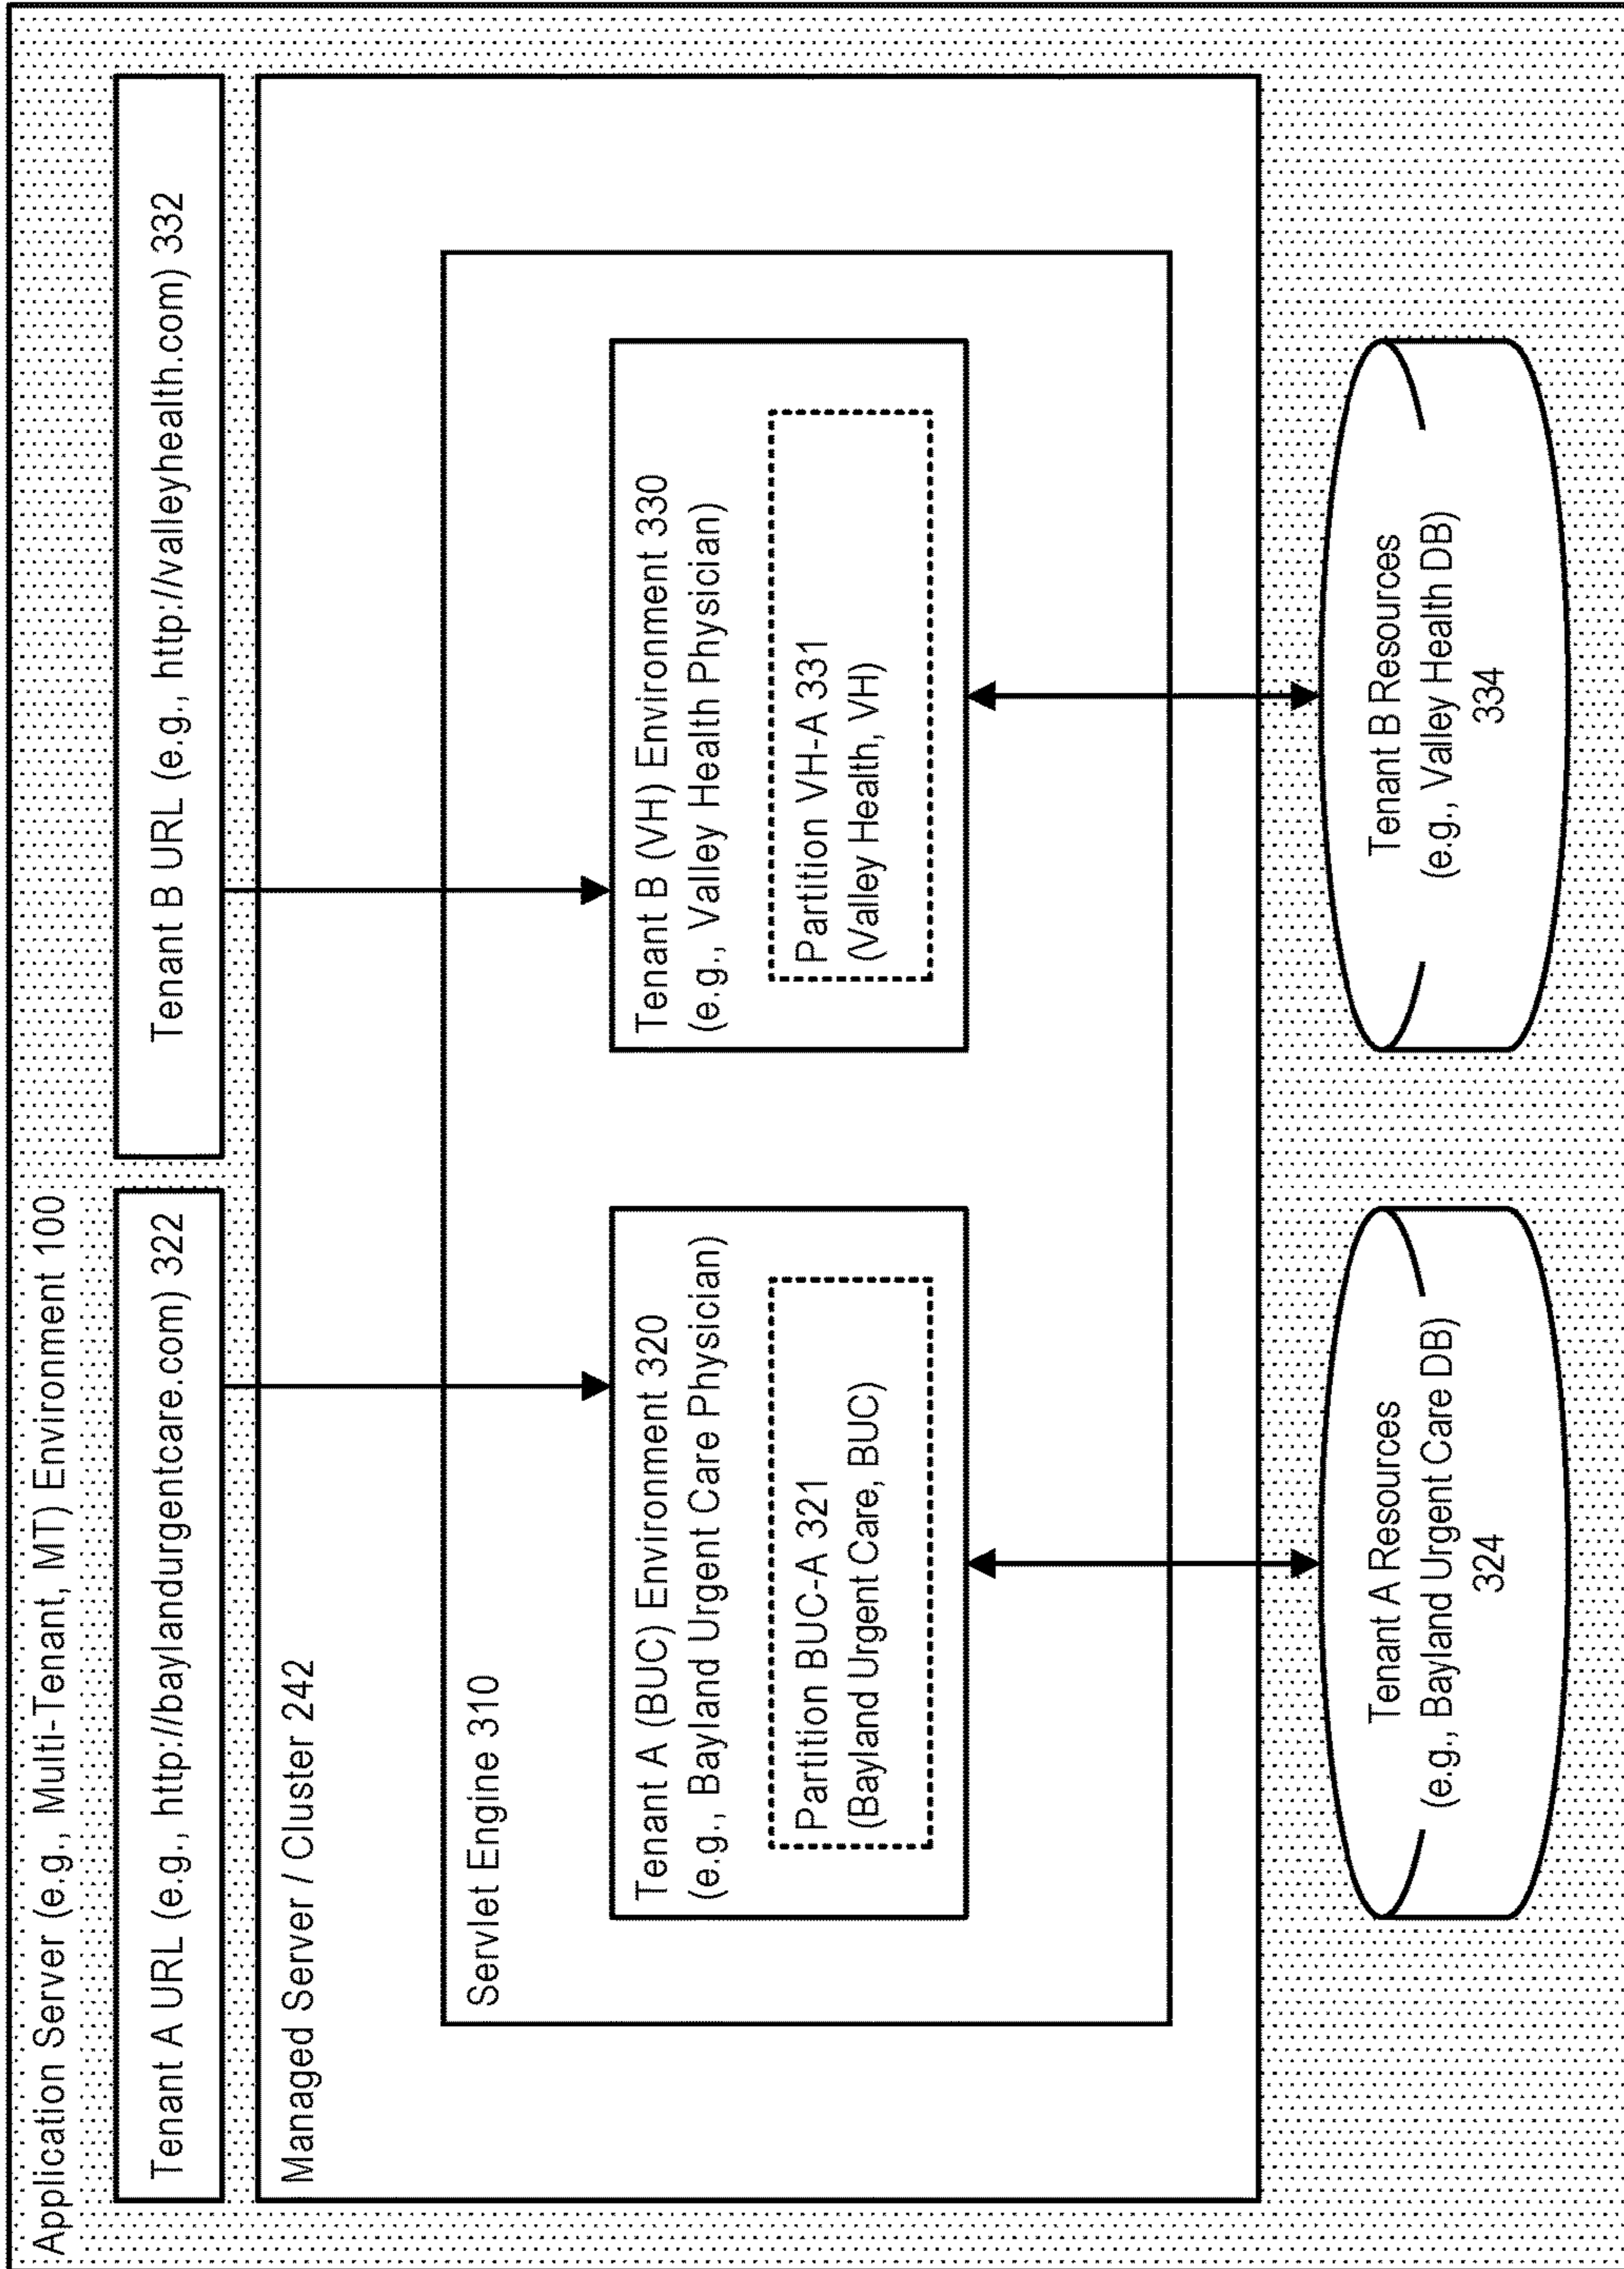 Application Server (e.g., Multi-Tenant, MT) Environment 100
Tenant A URL (e.g., http://baylandurgentcare.com) 322
Tenant B URL (e.g., http://valleyhealth.com) 332
Managed Server / Cluster 242
Servlet Engine 310
Tenant A (BUC) Environment 320
(e.g., Bayland Urgent Care Physician)
Partition BUC-A 321
(Bayland Urgent Care, BUC)
Tenant B (VH) Environment 330
(e.g., Valley Health Physician)
Partition VH-A 331
(Valley Health, VH)
Tenant A Resources
(e.g., Bayland Urgent Care DB)
324
Tenant B Resources
(e.g., Valley Health DB)
334